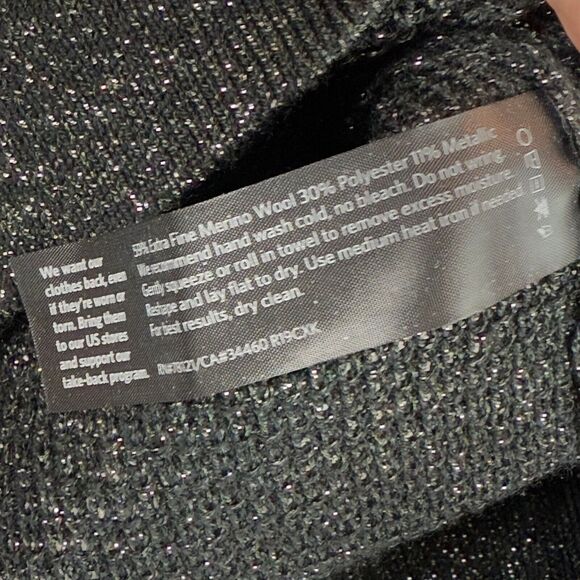 We want our
clothes back, even
if they're worn or
torn. Bring them
to our US stores
and support our
take-back program.
59% Extra Fine Merino Wool 30% Polyester 11% Metallic
We recommend hand wash cold, no bleach. Do not wring.
Gently squeeze or roll in towel to remove excess moisture.
Reshape and lay flat to dry. Use medium heat iron if needed.
For best results, dry clean.
RN#78121/CA#34460 R19CXK